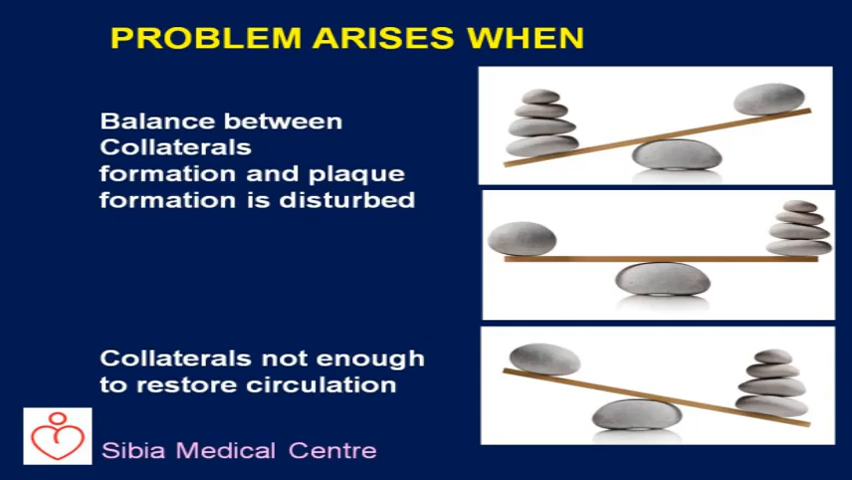 PROBLEM ARISES WHEN
Balance between
Collaterals
formation and plaque
formation is disturbed
Collaterals not enough
to restore circulation
Sibia Medical Centre